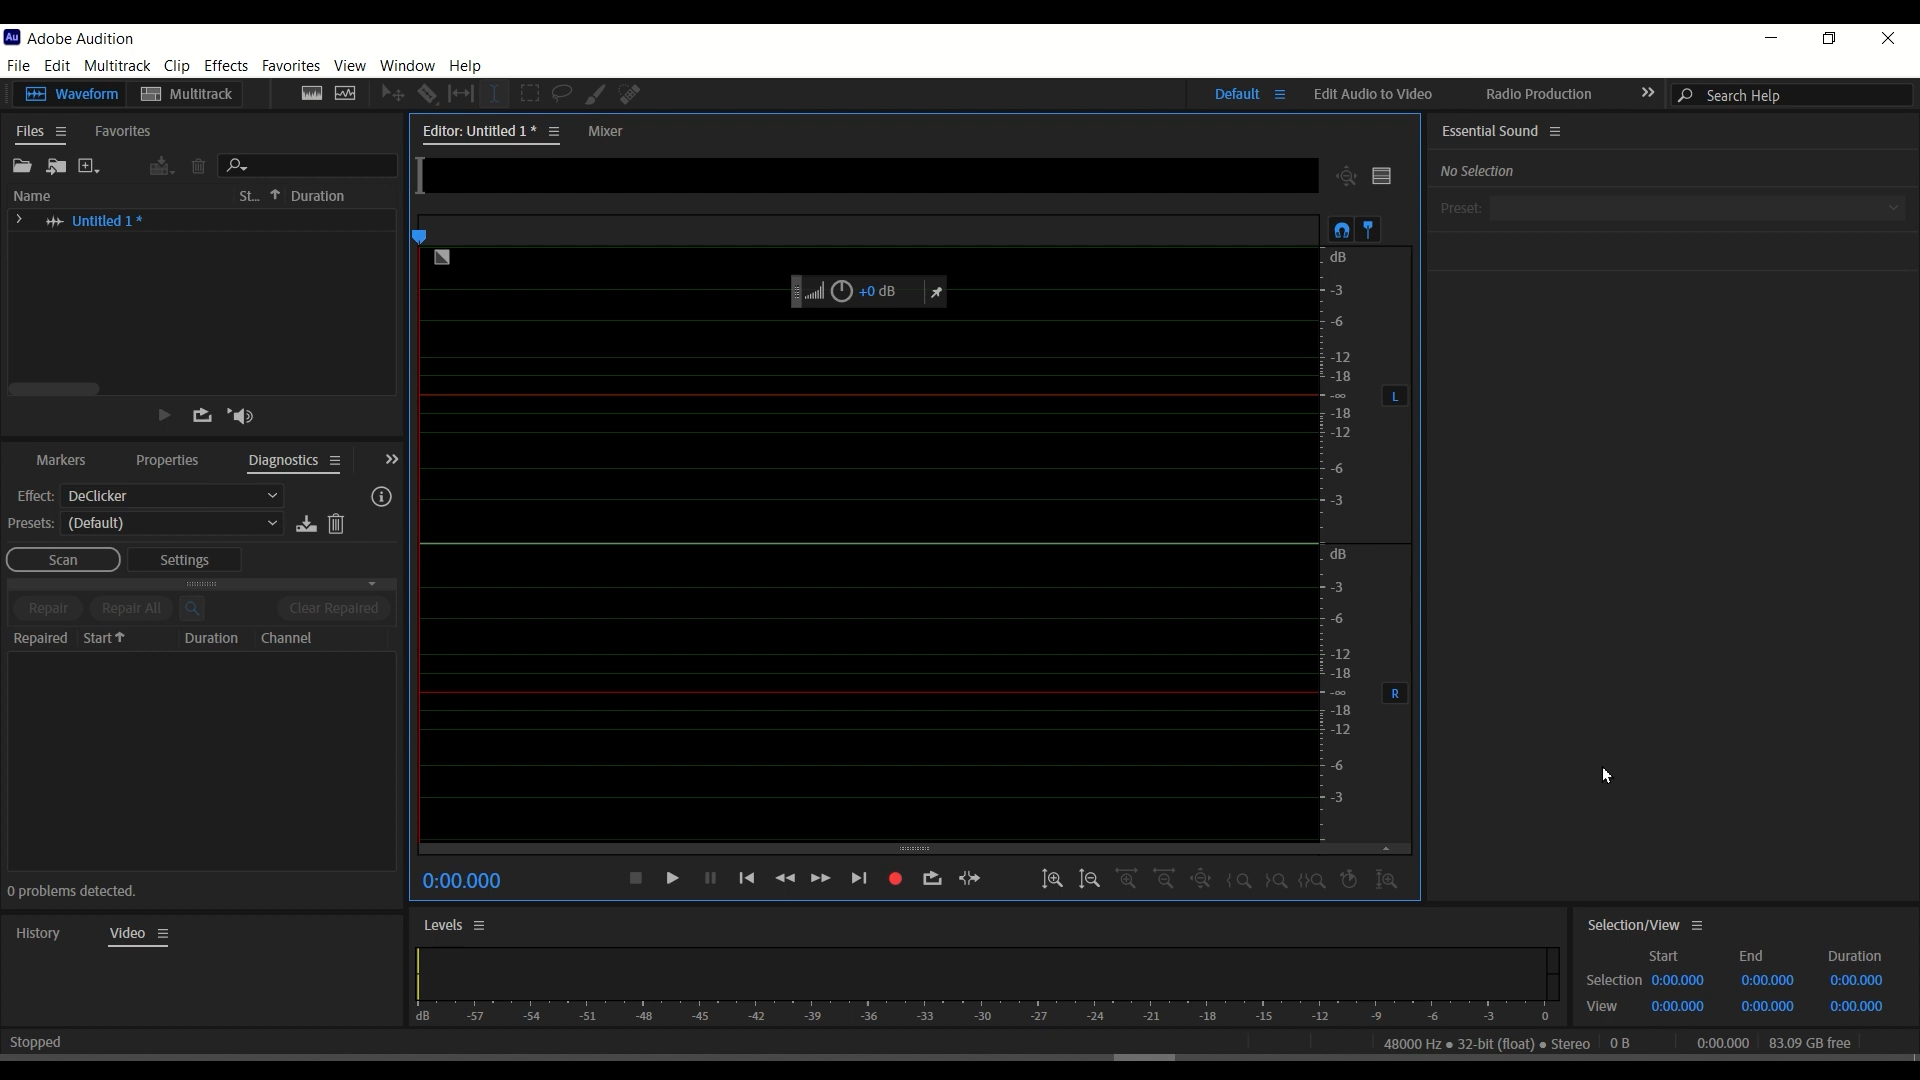 Au Adobe Audition
File Edit Multitrack Clip Effects Favorites View Window Help
Waveform Multitrack
Default Edit Audio to Video Radio Production Search Help
Files Favorites
Name St... Duration
Untitled 1 *
Markers Properties Diagnostics
Effect: DeClicker
Presets: (Default)
Scan Settings
Repair Repair All Clear Repaired
Repaired Start Duration Channel
0 problems detected.
History Video
Editor: Untitled 1 * Mixer
+0 dB
dB
-3
-6
-12
-18
-∞
-18
-12
-6
-3
L
dB
-3
-6
-12
-18
-∞
-18
-12
-6
-3
R
0:00.000
Essential Sound
No Selection
Preset:
Levels
dB -57 -54 -51 -48 -45 -42 -39 -36 -33 -30 -27 -24 -21 -18 -15 -12 -9 -6 -3 0
Selection/View
Start End Duration
Selection 0:00.000 0:00.000 0:00.000
View 0:00.000 0:00.000 0:00.000
Stopped
48000 Hz ● 32-bit (float) ● Stereo 0 B 0:00.000 83.09 GB free